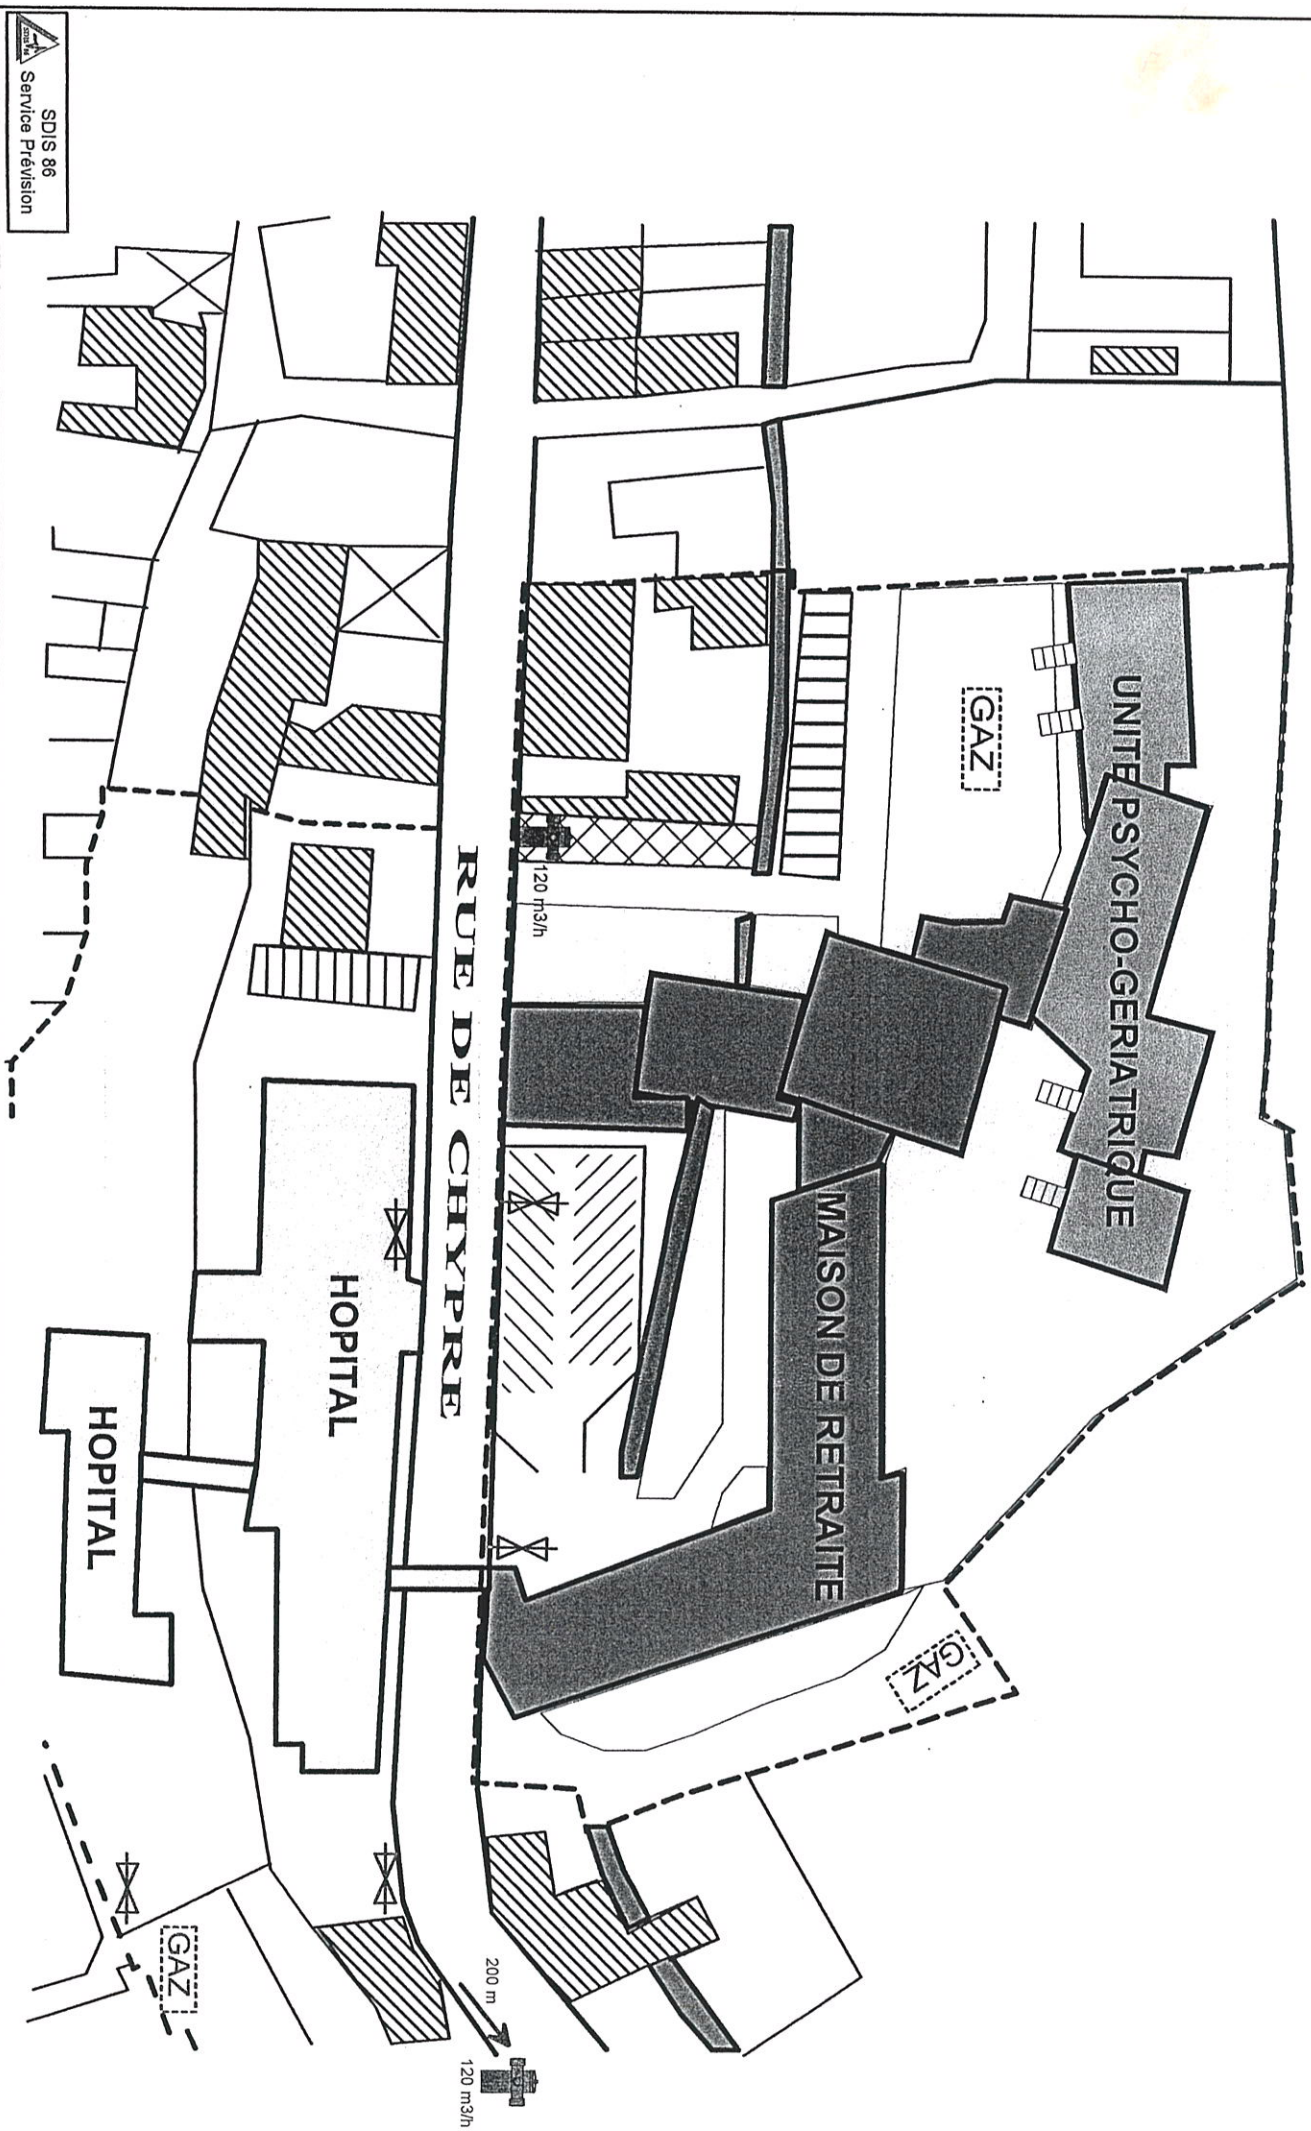 SDIS 86
Service Prévision
UNITE PSYCHO-GERIATRIQUE
GAZ
MAISON DE RETRAITE
GAZ
120 m3/h
RUE DE CHYPRE
HOPITAL
HOPITAL
200 m
120 m3/h
GAZ